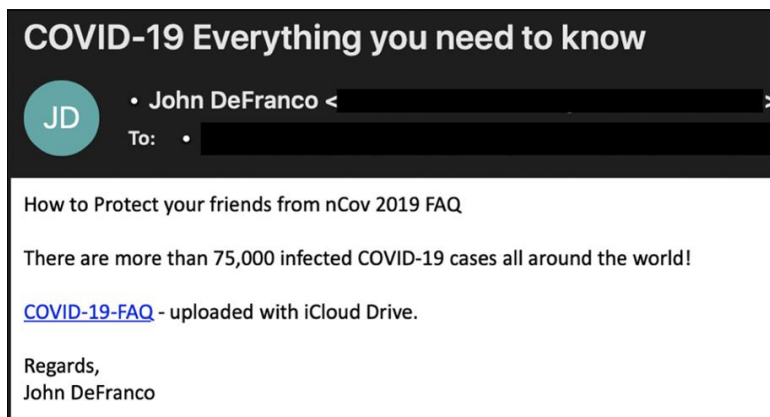 COVID-19 Everything you need to know
JD
• John DeFranco <
>
To: •
How to Protect your friends from nCov 2019 FAQ
There are more than 75,000 infected COVID-19 cases all around the world!
COVID-19-FAQ - uploaded with iCloud Drive.
Regards,
John DeFranco